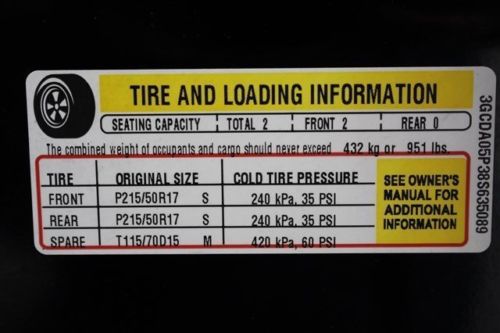 TIRE AND LOADING INFORMATION
SEATING CAPACITY TOTAL 2 FRONT 2 REAR 0
The combined weight of occupants and cargo should never exceed 432 kg or 951 lbs.
TIRE ORIGINAL SIZE COLD TIRE PRESSURE
FRONT P215/50R17 S 240 kPa, 35 PSI
REAR P215/50R17 S 240 kPa, 35 PSI
SPARE T115/70D15 M 420 kPa, 60 PSI
SEE OWNER'S
MANUAL FOR
ADDITIONAL
INFORMATION